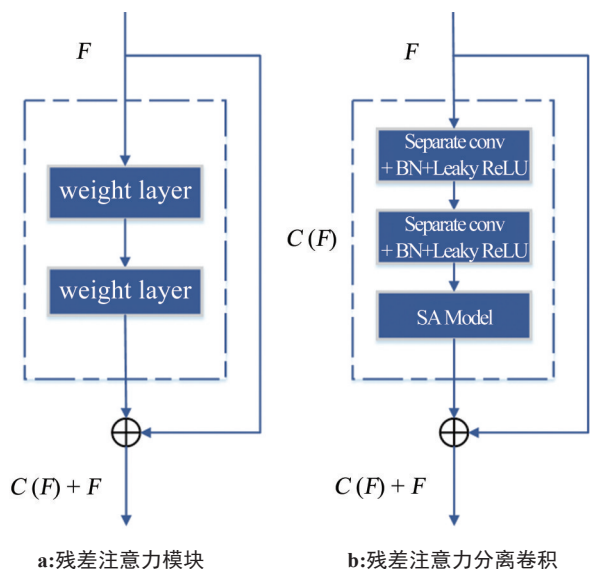 F
weight layer
weight layer
C (F) + F
a:残差注意力模块
F
Separate conv
+ BN+Leaky ReLU
C (F)
Separate conv
+ BN+Leaky ReLU
SA Model
C (F) + F
b:残差注意力分离卷积